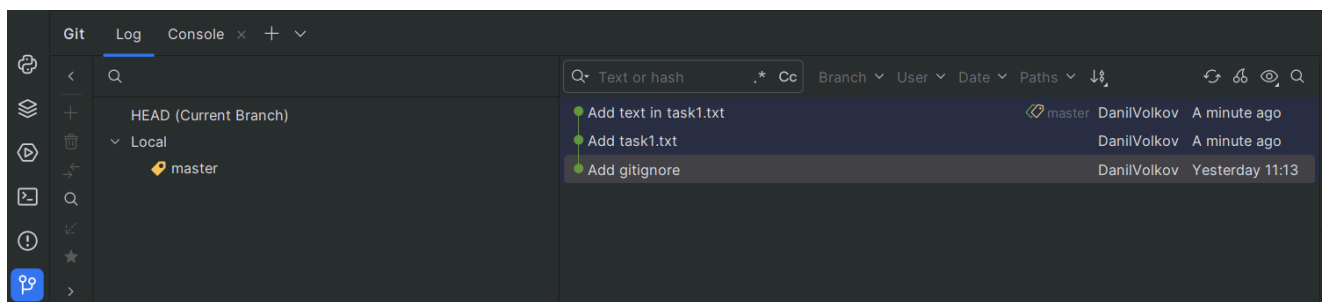 Git Log Console
Text or hash .* Cc Branch User Date Paths
HEAD (Current Branch)
Local
master
Add text in task1.txt master DanilVolkov A minute ago
Add task1.txt DanilVolkov A minute ago
Add gitignore DanilVolkov Yesterday 11:13